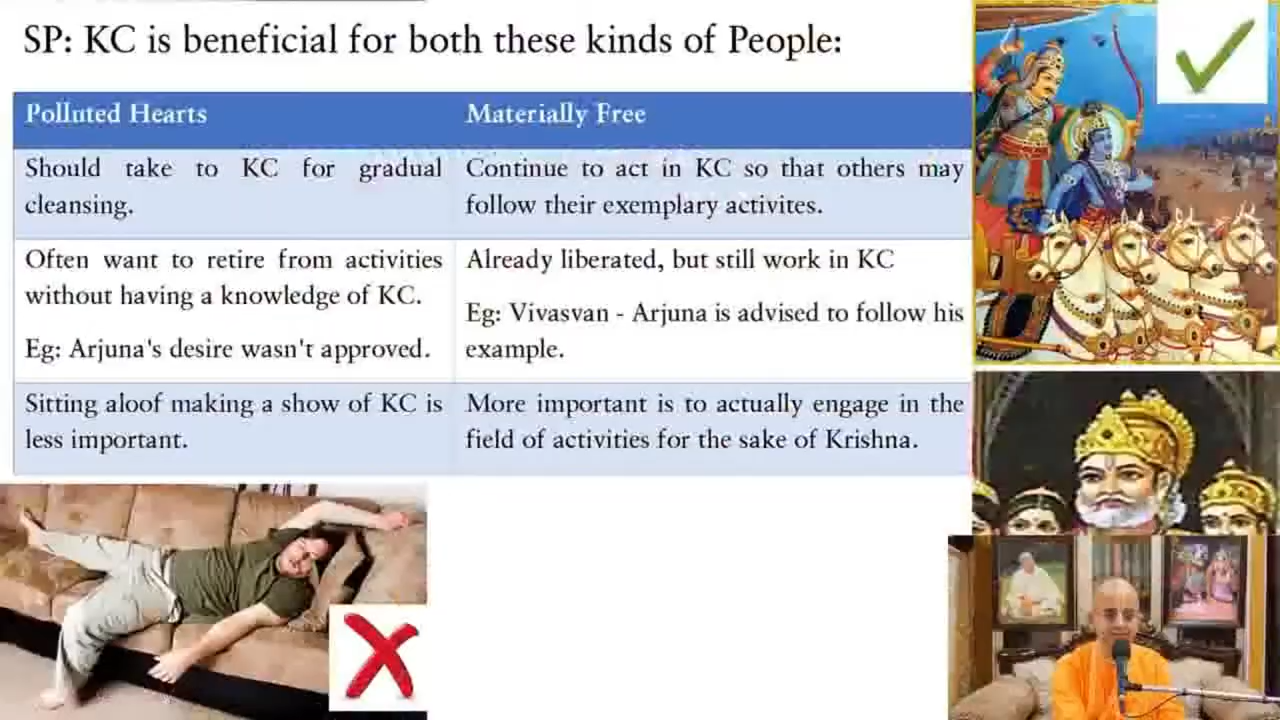 SP: KC is beneficial for both these kinds of People:
Polluted Hearts
Materially Free
Should take to KC for gradual
cleansing.
Continue to act in KC so that others may
follow their exemplary activites.
Often want to retire from activities
without having a knowledge of KC.
Eg: Arjuna's desire wasn't approved.
Already liberated, but still work in KC
Eg: Vivasvan - Arjuna is advised to follow his
example.
Sitting aloof making a show of KC is
less important.
More important is to actually engage in the
field of activities for the sake of Krishna.